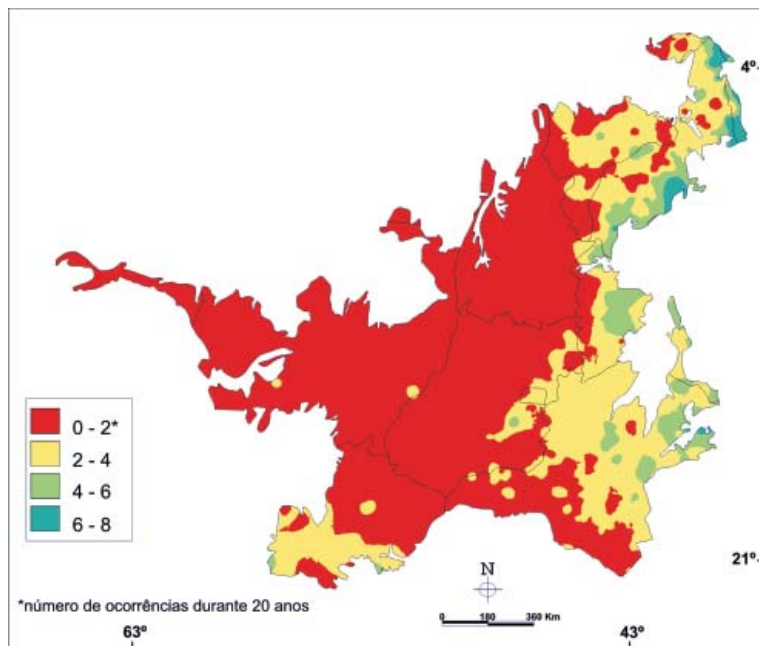 4º
0 - 2*
2 - 4
4 - 6
6 - 8
21º
N
*número de ocorrências durante 20 anos
0 180 360 Km
63º
43º